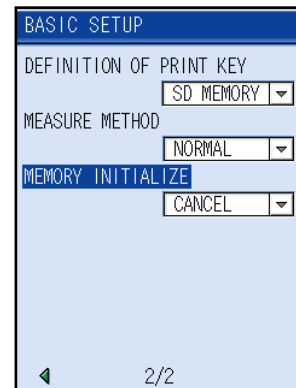 BASIC SETUP
DEFINITION OF PRINT KEY
SD MEMORY
MEASURE METHOD
NORMAL
MEMORY INITIALIZE
CANCEL
2/2